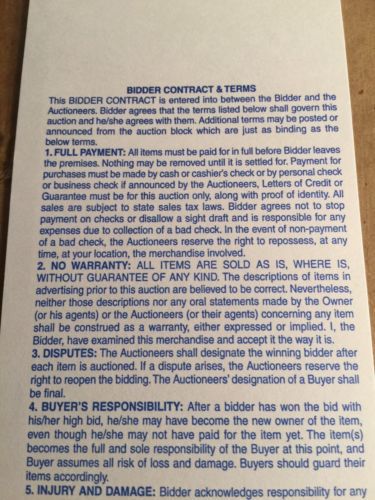 BIDDER CONTRACT & TERMS
This BIDDER CONTRACT is entered into between the Bidder and the
Auctioneers. Bidder agrees that the terms listed below shall govern this
auction and he/she agrees with them. Additional terms may be posted or
announced from the auction block which are just as binding as the
below terms.
1. FULL PAYMENT: All items must be paid for in full before Bidder leaves
the premises. Nothing may be removed until it is settled for. Payment for
purchases must be made by cash or cashier's check or by personal check
or business check if announced by the Auctioneers, Letters of Credit or
Guarantee must be for this auction only, along with proof of identity. All
sales are subject to state sales tax laws. Bidder agrees not to stop
payment on checks or disallow a sight draft and is responsible for any
expenses due to collection of a bad check. In the event of non-payment
of a bad check, the Auctioneers reserve the right to repossess, at any
time, at your location, the merchandise involved.
2. NO WARRANTY: ALL ITEMS ARE SOLD AS IS, WHERE IS,
WITHOUT GUARANTEE OF ANY KIND. The descriptions of items in
advertising prior to this auction are believed to be correct. Nevertheless,
neither those descriptions nor any oral statements made by the Owner
(or his agents) or the Auctioneers (or their agents) concerning any item
shall be construed as a warranty, either expressed or implied. I, the
Bidder, have examined this merchandise and accept it the way it is.
3. DISPUTES: The Auctioneers shall designate the winning bidder after
each item is auctioned. If a dispute arises, the Auctioneers reserve the
right to reopen the bidding. The Auctioneers' designation of a Buyer shall
be final.
4. BUYER'S RESPONSIBILITY: After a bidder has won the bid with
his/her high bid, he/she may have become the new owner of the item,
even though he/she may not have paid for the item yet. The item(s)
becomes the full and sole responsibility of the Buyer at this point, and
Buyer assumes all risk of loss and damage. Buyers should guard their
items accordingly.
5. INJURY AND DAMAGE: Bidder acknowledges responsibility for any